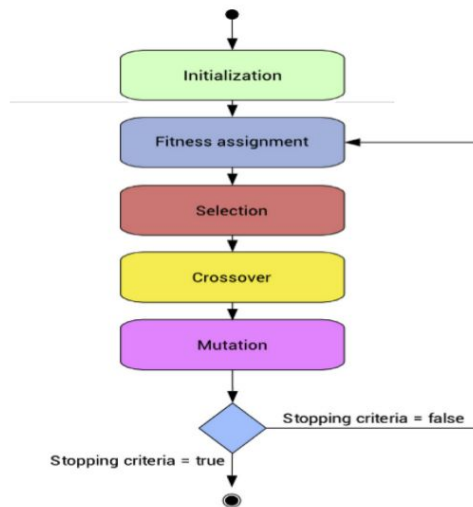 Initialization
Fitness assignment
Selection
Crossover
Mutation
Stopping criteria = false
Stopping criteria = true